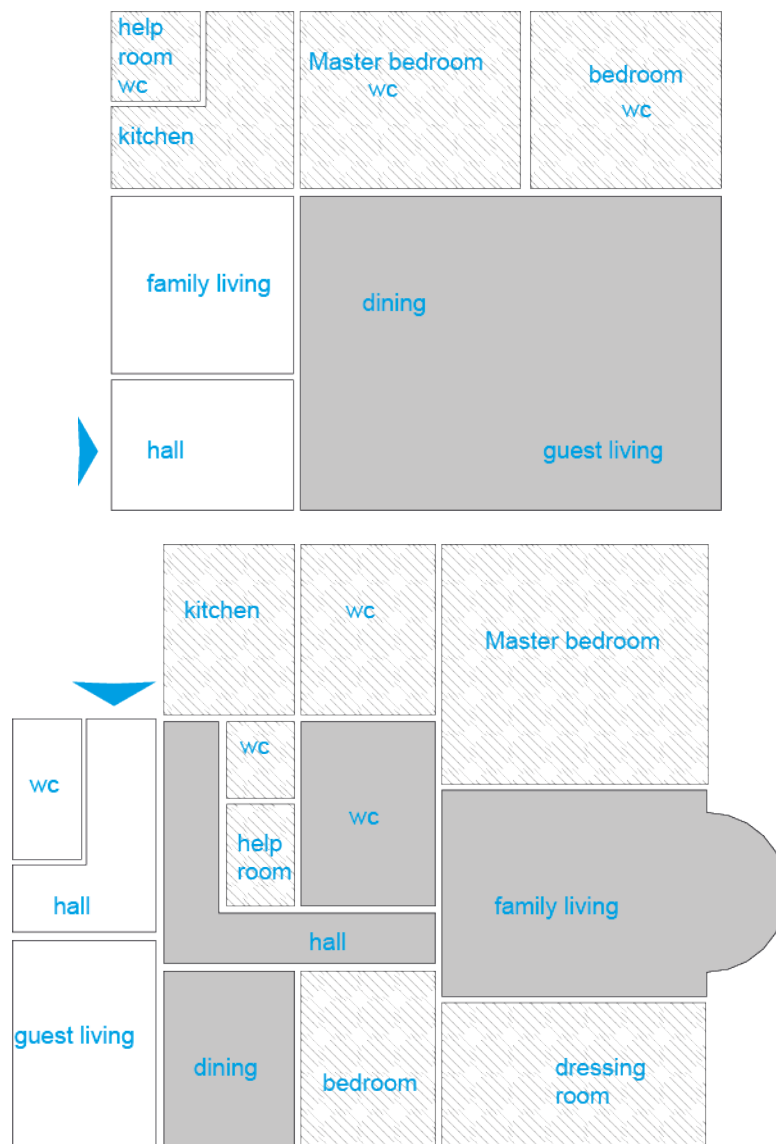 help
room
wc
kitchen
Master bedroom
wc
bedroom
wc
family living
dining
hall
guest living
kitchen
wc
Master bedroom
wc
wc
wc
help
room
hall
family living
hall
guest living
dining
bedroom
dressing
room